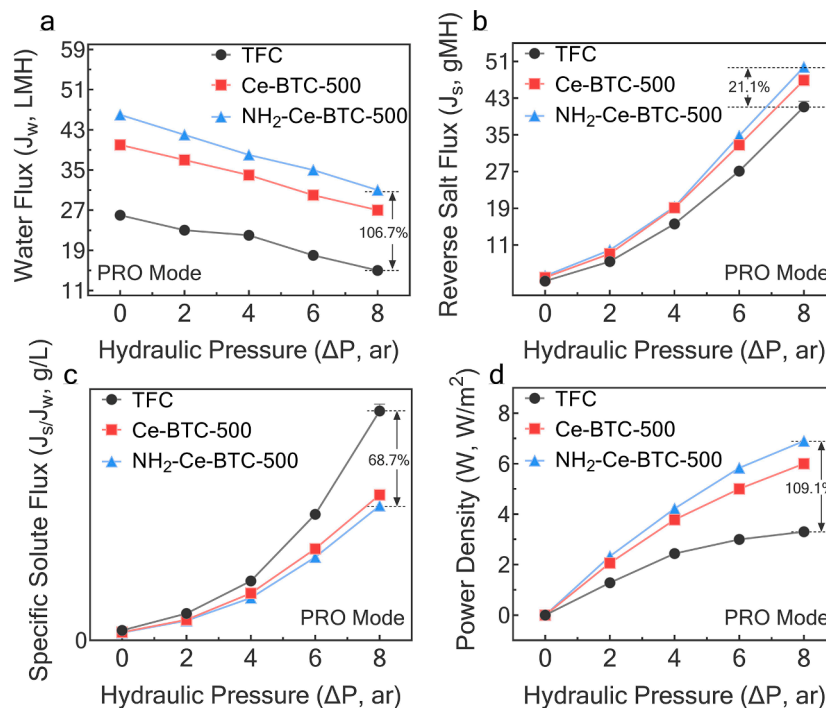 a
59
51
43
35
27
19
11
Water Flux (J_w, LMH)
TFC
Ce-BTC-500
NH₂-Ce-BTC-500
106.7%
PRO Mode
0 2 4 6 8
Hydraulic Pressure (ΔP, ar)
b
51
43
35
27
19
11
Reverse Salt Flux (J_s, gMH)
TFC
Ce-BTC-500
NH₂-Ce-BTC-500
21.1%
PRO Mode
0 2 4 6 8
Hydraulic Pressure (ΔP, ar)
c
0
Specific Solute Flux (J_s/J_w, g/L)
TFC
Ce-BTC-500
NH₂-Ce-BTC-500
68.7%
PRO Mode
0 2 4 6 8
Hydraulic Pressure (ΔP, ar)
d
8
6
4
2
0
Power Density (W, W/m²)
TFC
Ce-BTC-500
NH₂-Ce-BTC-500
109.1%
PRO Mode
0 2 4 6 8
Hydraulic Pressure (ΔP, ar)